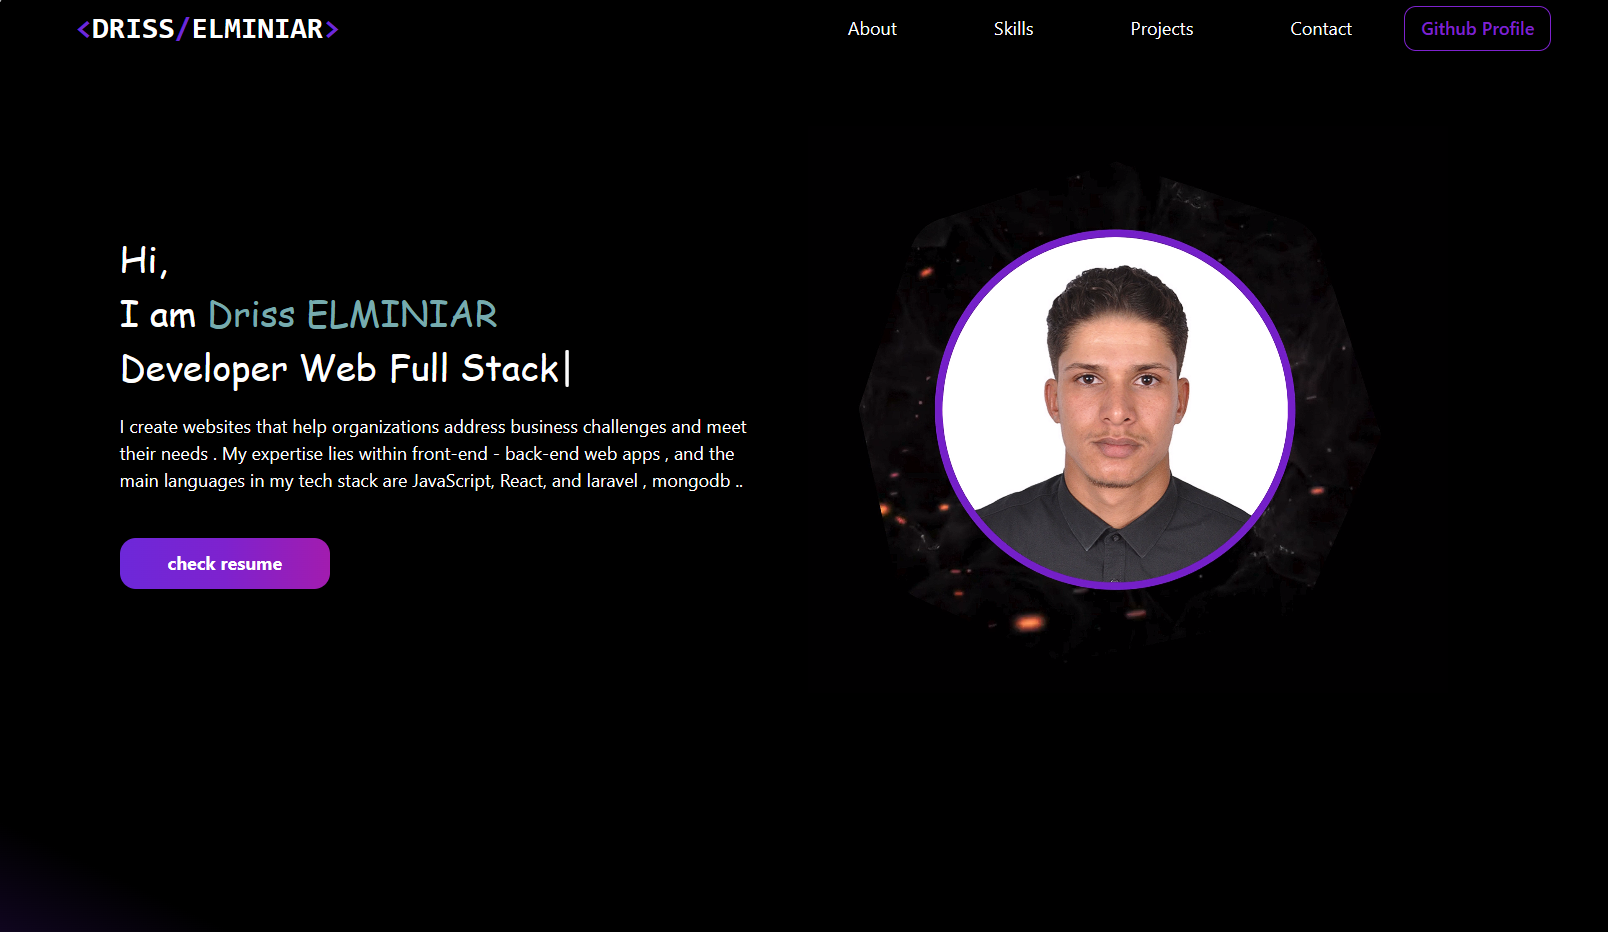 <DRISS/ELMINIAR>
About
Skills
Projects
Contact
Github Profile
Hi,
I am Driss ELMINIAR
Developer Web Full Stack|
I create websites that help organizations address business challenges and meet
their needs . My expertise lies within front-end - back-end web apps , and the
main languages in my tech stack are JavaScript, React, and laravel , mongodb ..
check resume